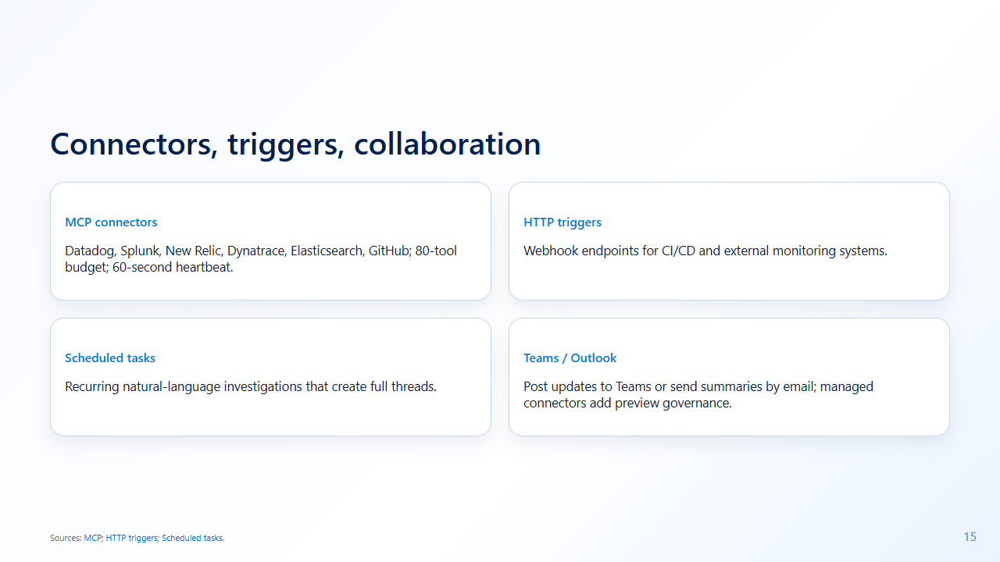 Connectors, triggers, collaboration
MCP connectors
Datadog, Splunk, New Relic, Dynatrace, Elasticsearch, GitHub; 80-tool
budget; 60-second heartbeat.
HTTP triggers
Webhook endpoints for CI/CD and external monitoring systems.
Scheduled tasks
Recurring natural-language investigations that create full threads.
Teams / Outlook
Post updates to Teams or send summaries by email; managed
connectors add preview governance.
Sources: MCP; HTTP triggers; Scheduled tasks.
15